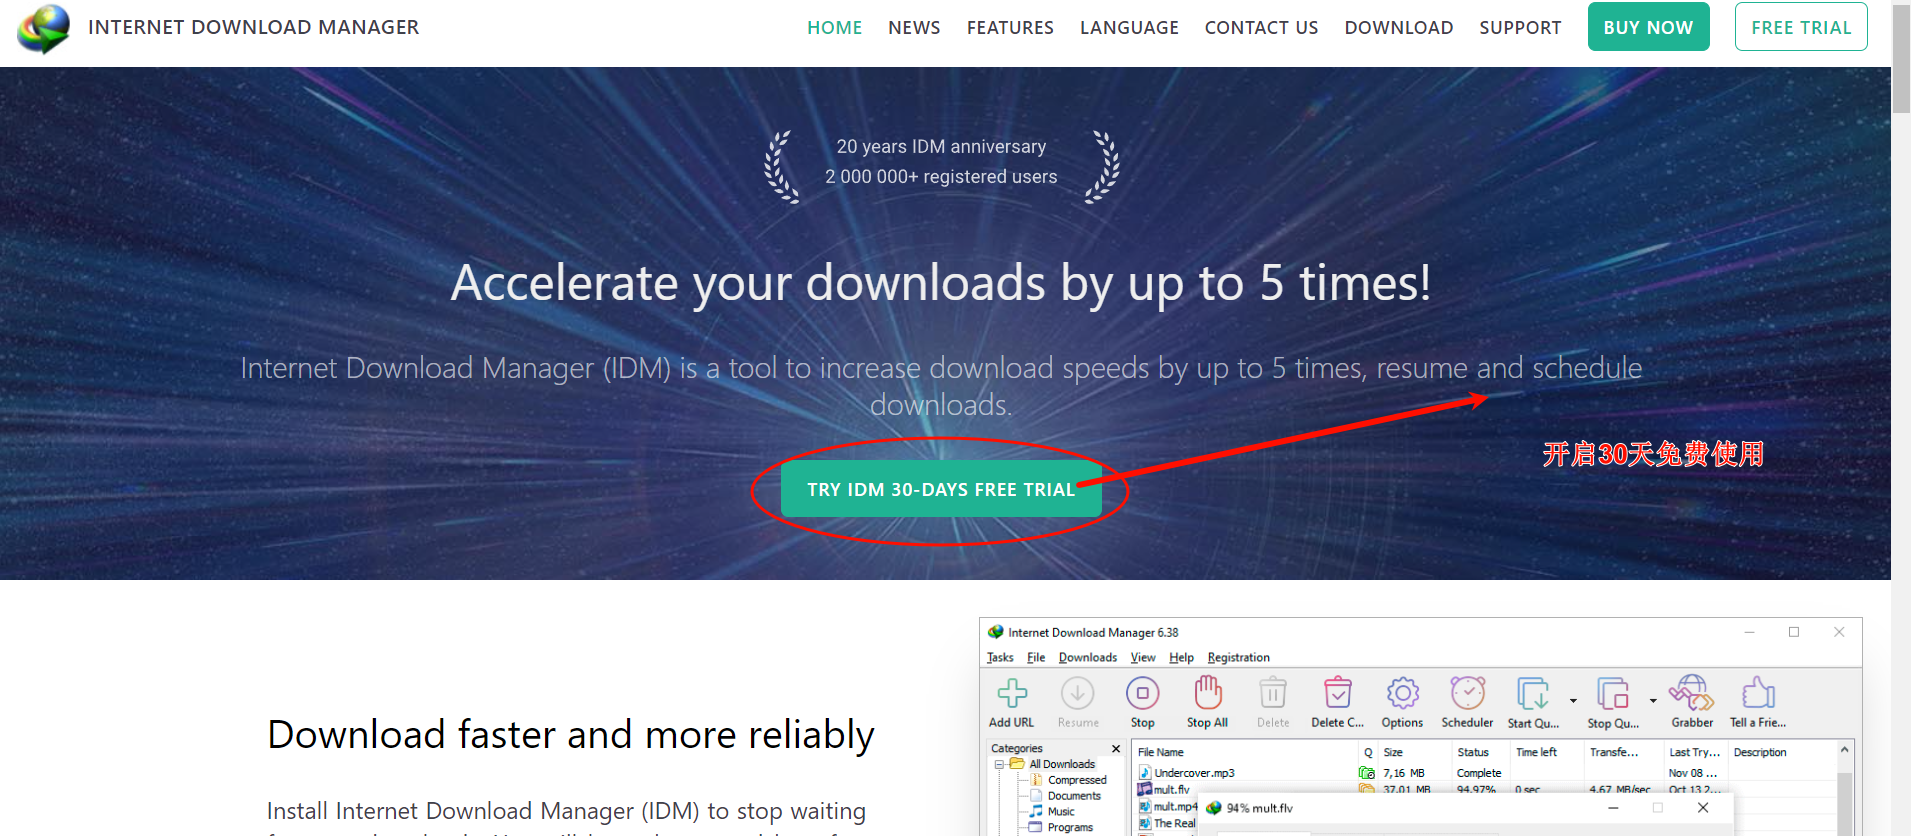 INTERNET DOWNLOAD MANAGER
HOME NEWS FEATURES LANGUAGE CONTACT US DOWNLOAD SUPPORT BUY NOW FREE TRIAL
20 years IDM anniversary
2 000 000+ registered users
Accelerate your downloads by up to 5 times!
Internet Download Manager (IDM) is a tool to increase download speeds by up to 5 times, resume and schedule
downloads.
开启30天免费使用
TRY IDM 30-DAYS FREE TRIAL
Download faster and more reliably
Install Internet Download Manager (IDM) to stop waiting
Internet Download Manager 6.38
Tasks File Downloads View Help Registration
Add URL Resume Stop Stop All Delete Delete C... Options Scheduler Start Qu... Stop Qu... Grabber Tell a Frie...
Categories
All Downloads
Compressed
Documents
Music
Programs
File Name Q Size Status Time left Transfe... Last Try... Description
Undercover.mp3 7,16 MB Complete Nov 08 ...
mult.flv 37,01 MB 94,97% 0 sec 4,67 MB/sec Oct 13 2...
mult.mp4
The Real
94% mult.flv